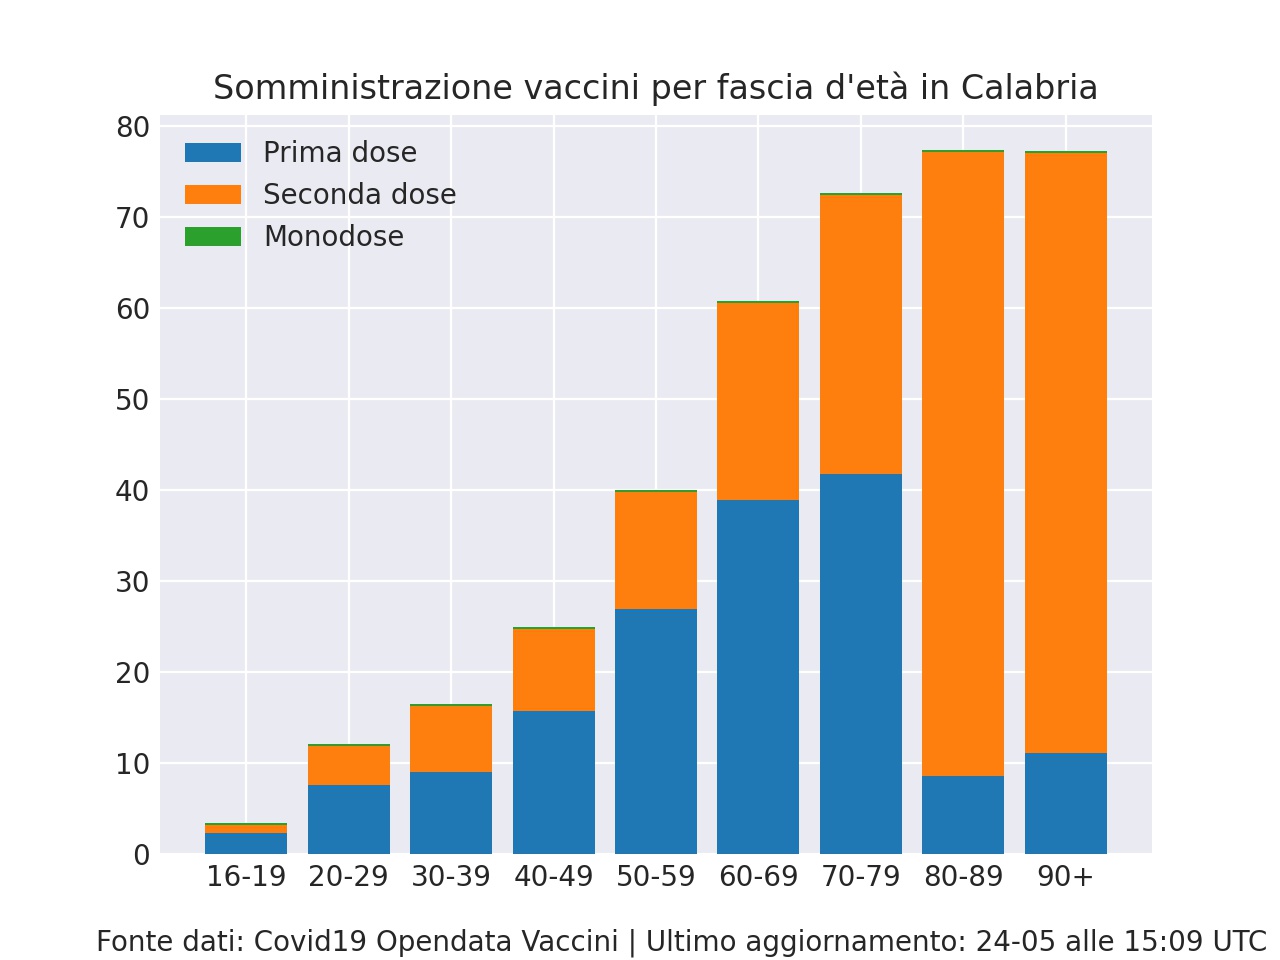 Somministrazione vaccini per fascia d'età in Calabria
80
70
60
50
40
30
20
10
0
Prima dose
Seconda dose
Monodose
16-19 20-29 30-39 40-49 50-59 60-69 70-79 80-89 90+
Fonte dati: Covid19 Opendata Vaccini | Ultimo aggiornamento: 24-05 alle 15:09 UTC